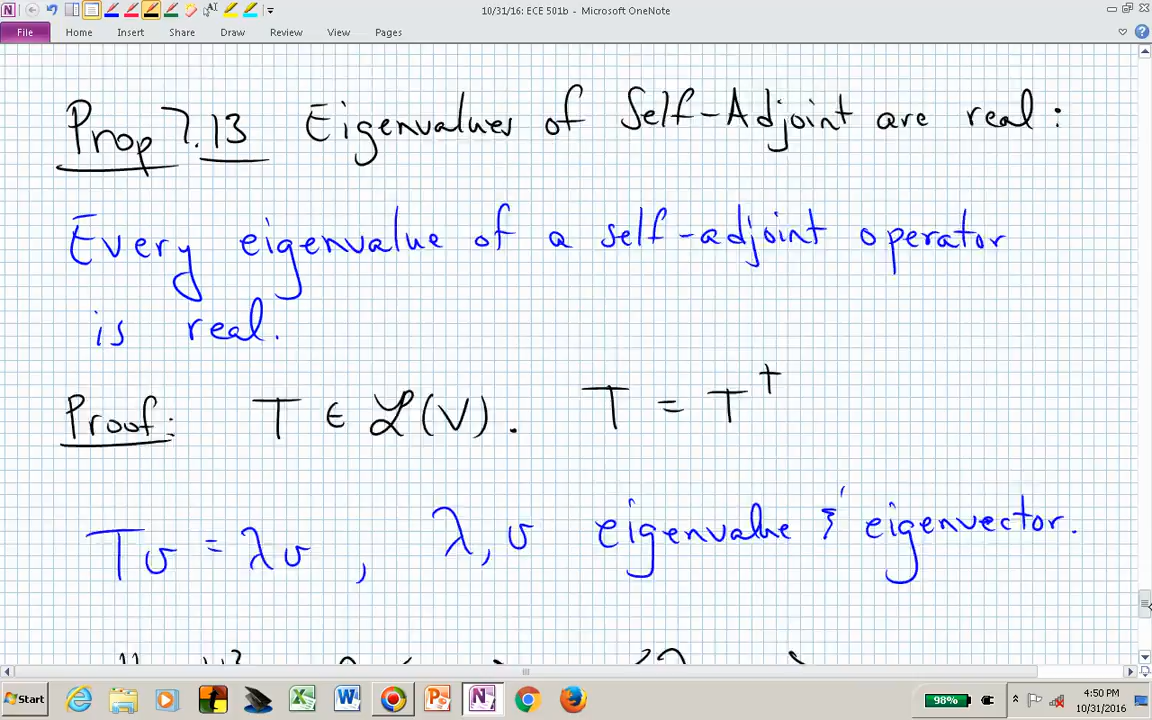 10/31/16: ECE 501b - Microsoft OneNote
File Home Insert Share Draw Review View Pages
Prop 7.13 Eigenvalues of Self-Adjoint are real:
Every eigenvalue of a self-adjoint operator
is real.
Proof: T ∈ ℒ(V). T = T†
Tv = λv, λ, v eigenvalue & eigenvector.
Start
98%
4:50 PM
10/31/2016